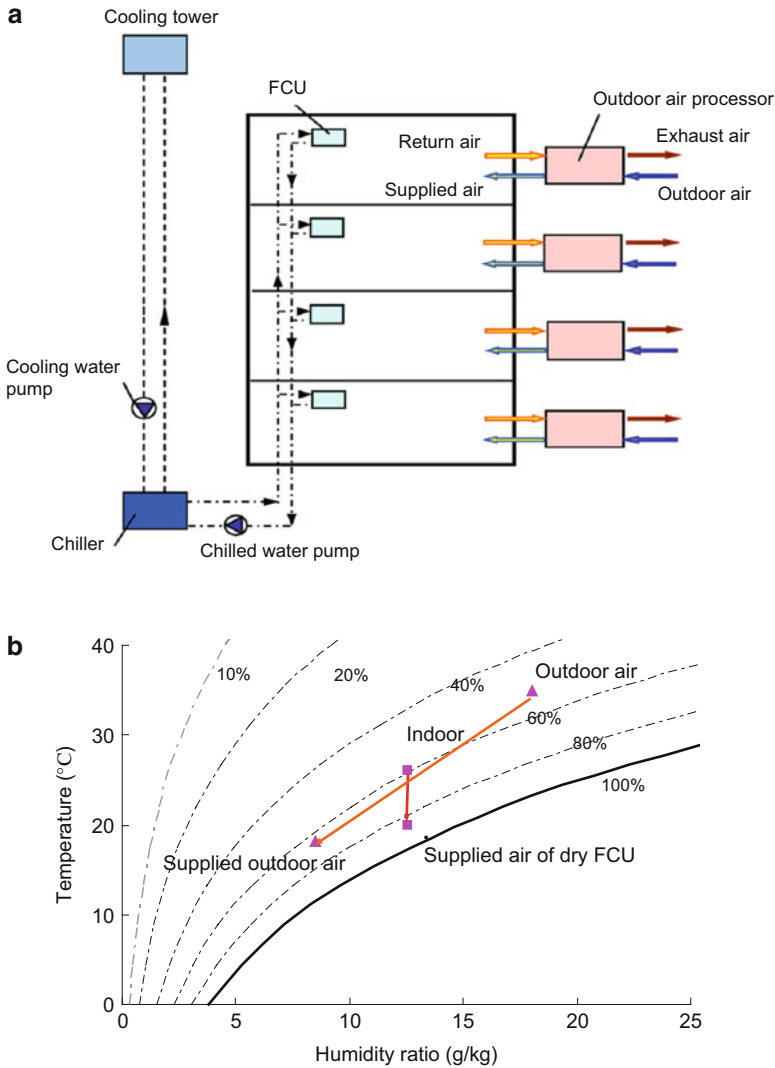 a
Cooling tower
FCU
Outdoor air processor
Return air
Exhaust air
Supplied air
Outdoor air
Cooling water
pump
Chiller
Chilled water pump
b
40
30
20
10
0
Temperature (°C)
10%
20%
40%
60%
80%
100%
Outdoor air
Indoor
Supplied outdoor air
Supplied air of dry FCU
0
5
10
15
20
25
Humidity ratio (g/kg)